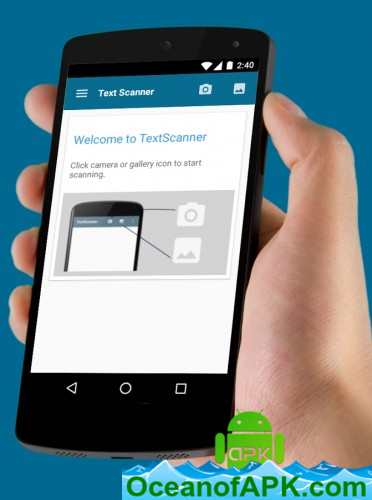 2:40
Text Scanner
Welcome to TextScanner
Click camera or gallery icon to start
scanning.
TextScanner
APK
OceanofAPK.com